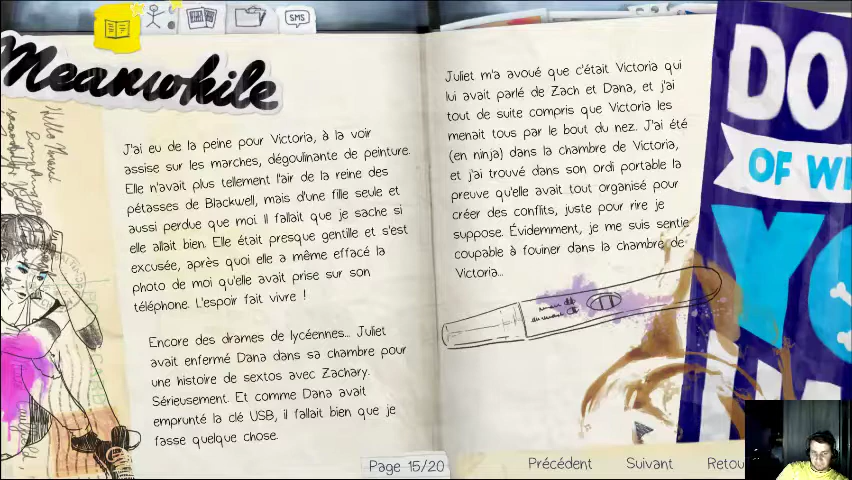 SMS
Meanwhile
J'ai eu de la peine pour Victoria, à la voir
assise sur les marches, dégoulinante de peinture.
Elle n'avait plus tellement l'air de la reine des
pétasses de Blackwell, mais d'une fille seule et
aussi perdue que moi. Il fallait que je sache si
elle allait bien. Elle était presque gentille et s'est
excusée, après quoi elle a même effacé la
photo de moi qu'elle avait prise sur son
téléphone. L'espoir fait vivre !
Encore des drames de lycéennes... Juliet
avait enfermé Dana dans sa chambre pour
une histoire de sextos avec Zachary.
Sérieusement. Et comme Dana avait
emprunté la clé USB, il fallait bien que je
fasse quelque chose.
Juliet m'a avoué que c'était Victoria qui
lui avait parlé de Zach et Dana, et j'ai
tout de suite compris que Victoria les
menait tous par le bout du nez. J'ai été
(en ninja) dans la chambre de Victoria,
et j'ai trouvé dans son ordi portable la
preuve qu'elle avait tout organisé pour
créer des conflits, juste pour rire je
suppose. Évidemment, je me suis sentie
coupable à fouiner dans la chambre de
Victoria...
DO
OF
YO
Page 15/20
Précédent Suivant Retou